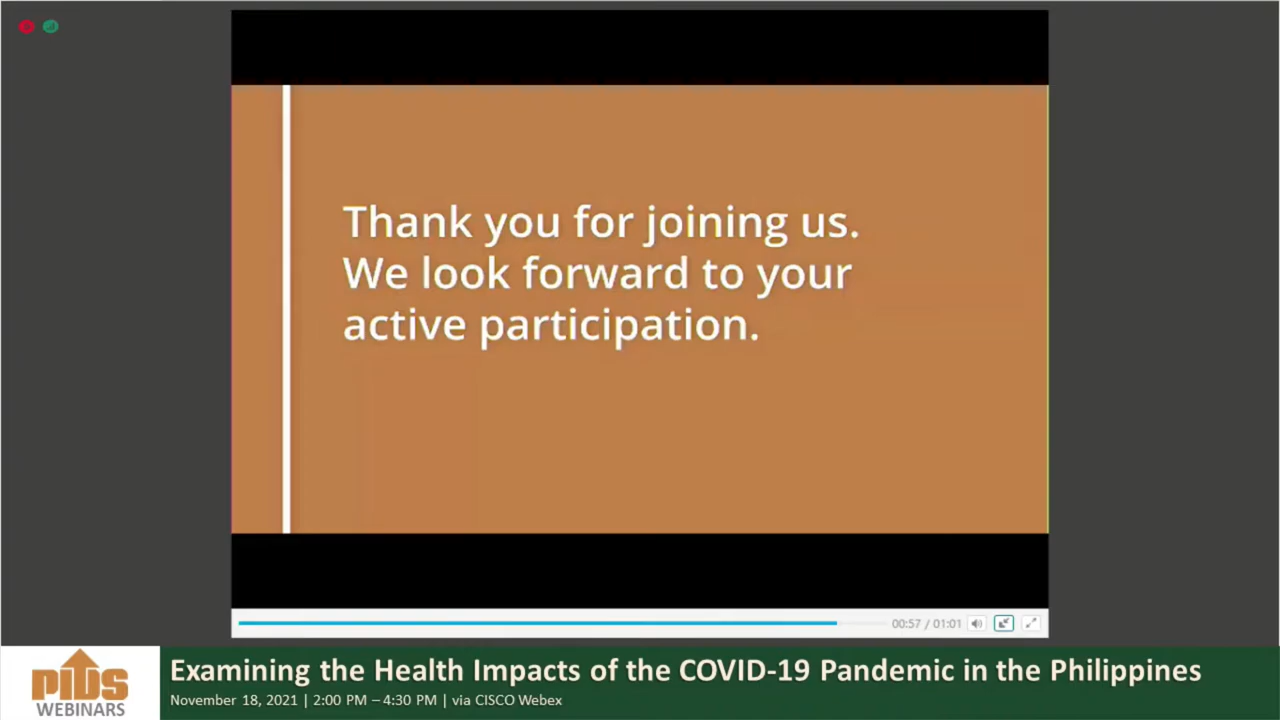 Thank you for joining us.
We look forward to your
active participation.
00:57 / 01:01
pids
WEBINARS
Examining the Health Impacts of the COVID-19 Pandemic in the Philippines
November 18, 2021 | 2:00 PM – 4:30 PM | via CISCO Webex